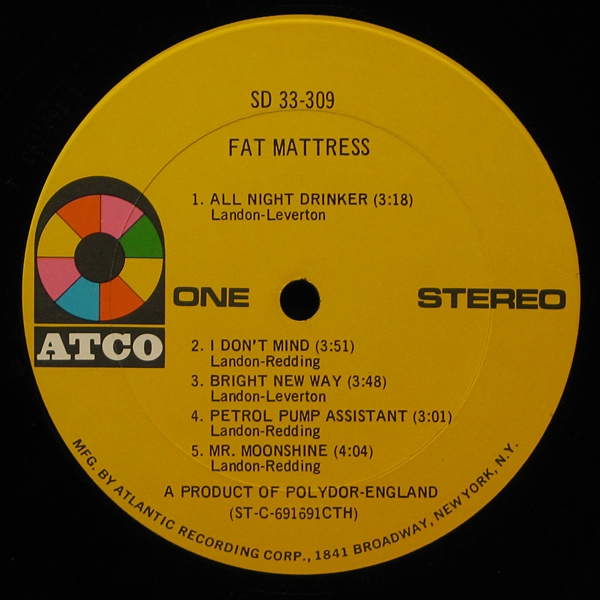 SD 33-309
FAT MATTRESS
1. ALL NIGHT DRINKER (3:18)
Landon-Leverton
ONE
STEREO
ATCO
2. I DON'T MIND (3:51)
Landon-Redding
3. BRIGHT NEW WAY (3:48)
Landon-Leverton
4. PETROL PUMP ASSISTANT (3:01)
Landon-Redding
5. MR. MOONSHINE (4:04)
Landon-Redding
A PRODUCT OF POLYDOR-ENGLAND
(ST-C-691691CTH)
MFG. BY ATLANTIC RECORDING CORP., 1841 BROADWAY, NEW YORK, N.Y.